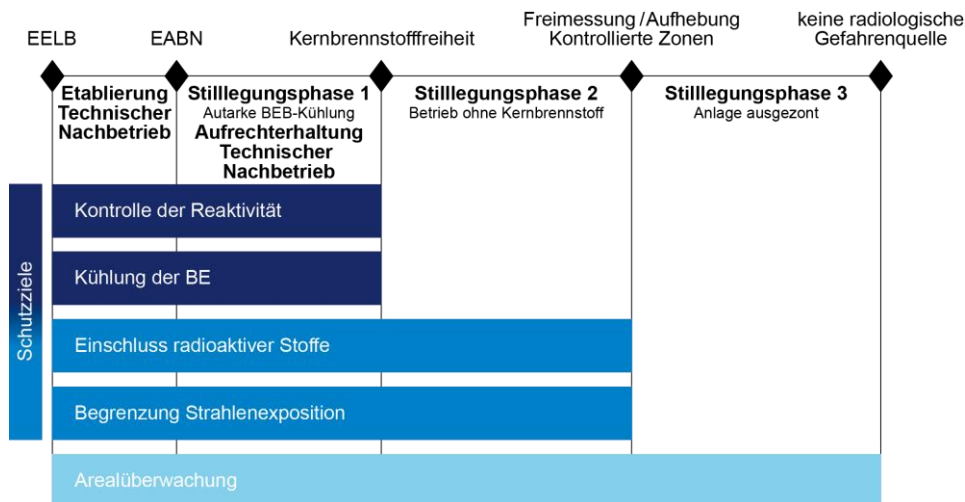 EELB
EABN
Kernbrennstofffreiheit
Freimessung/Aufhebung
Kontrollierte Zonen
keine radiologische
Gefahrenquelle
Etablierung
Technischer
Nachbetrieb
Stilllegungsphase 1
Autarke BEB-Kühlung
Aufrechterhaltung
Technischer
Nachbetrieb
Stilllegungsphase 2
Betrieb ohne Kernbrennstoff
Stilllegungsphase 3
Anlage ausgezont
Schutzziele
Kontrolle der Reaktivität
Kühlung der BE
Einschluss radioaktiver Stoffe
Begrenzung Strahlenexposition
Arealüberwachung